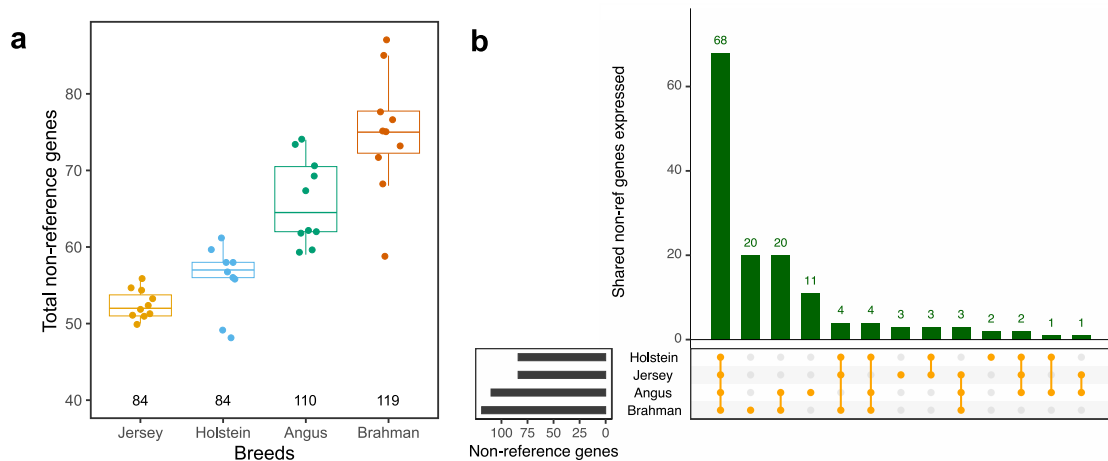 a
Total non-reference genes
80
70
60
50
40
84 84 110 119
Jersey Holstein Angus Brahman
Breeds
b
Shared non-ref genes expressed
60
40
20
0
68 20 20 11 4 4 3 3 3 2 2 1 1
Holstein
Jersey
Angus
Brahman
100 75 50 25 0
Non-reference genes